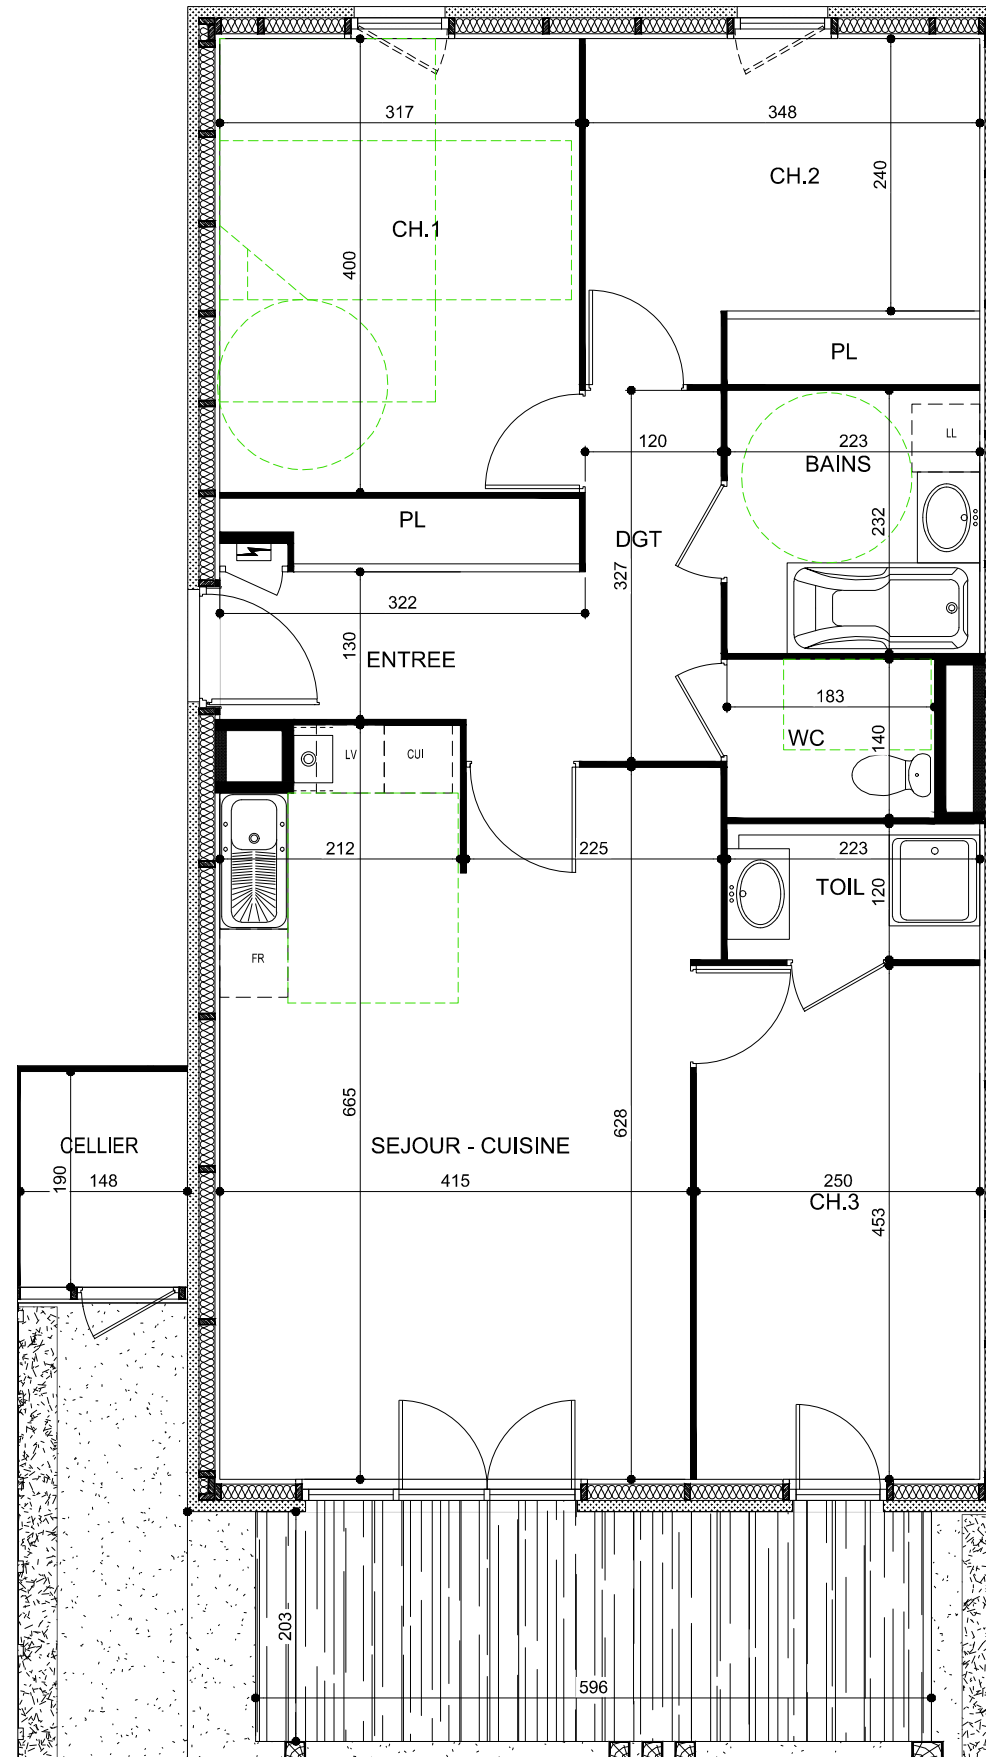 317
348
CH.2
240
CH.1
400
PL
120
223
LL
BAINS
PL
232
DGT
327
322
130
ENTREE
183
WC
140
LV
CUI
212
225
223
TOIL
120
FR
665
628
CELLIER
SEJOUR - CUISINE
190
148
415
250
CH.3
453
203
596